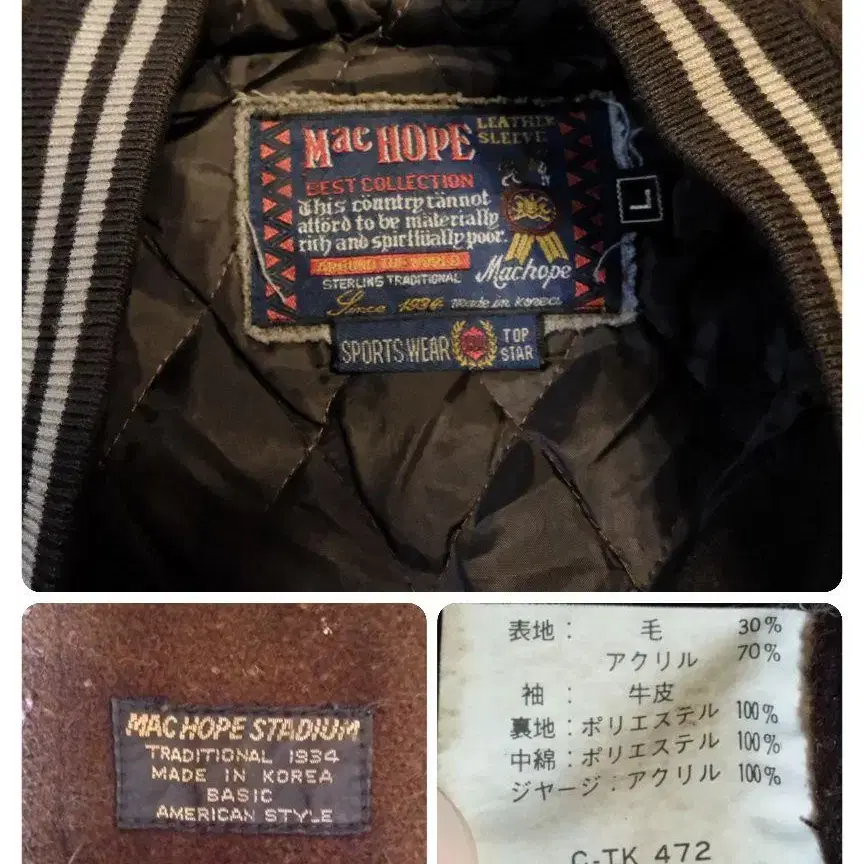 Mac HOPE
LEATHER
SLEEVE
BEST COLLECTION
This country cannot
afford to be materially
rich and spiritually poor.
AROUND THE WORLD
STERLING TRADITIONAL
Machope
Since 1934 made in Korea
L
SPORTS WEAR
TOP
STAR
MAC HOPE STADIUM
TRADITIONAL 1934
MADE IN KOREA
BASIC
AMERICAN STYLE
表地: 毛 30%
アクリル 70%
袖: 牛皮
裏地:ポリエステル 100%
中綿:ポリエステル 100%
ジャージ:アクリル 100%
C-TK 472